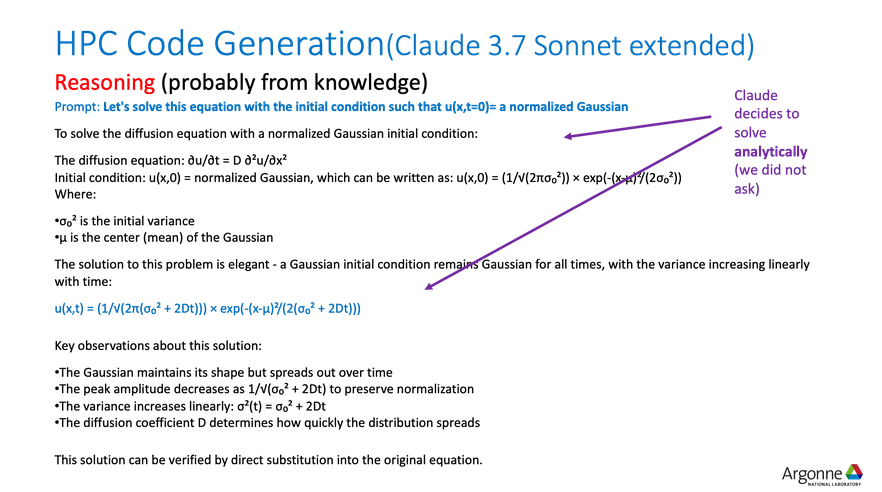 HPC Code Generation(Claude 3.7 Sonnet extended)
Reasoning (probably from knowledge)
Prompt: Let's solve this equation with the initial condition such that u(x,t=0)= a normalized Gaussian
To solve the diffusion equation with a normalized Gaussian initial condition:
The diffusion equation: ∂u/∂t = D ∂²u/∂x²
Initial condition: u(x,0) = normalized Gaussian, which can be written as: u(x,0) = (1/√(2πσ₀²)) × exp(-(x-μ)²/(2σ₀²))
Where:
•σ₀² is the initial variance
•μ is the center (mean) of the Gaussian
The solution to this problem is elegant - a Gaussian initial condition remains Gaussian for all times, with the variance increasing linearly
with time:
u(x,t) = (1/√(2π(σ₀² + 2Dt))) × exp(-(x-μ)²/(2(σ₀² + 2Dt)))
Key observations about this solution:
•The Gaussian maintains its shape but spreads out over time
•The peak amplitude decreases as 1/√(σ₀² + 2Dt) to preserve normalization
•The variance increases linearly: σ²(t) = σ₀² + 2Dt
•The diffusion coefficient D determines how quickly the distribution spreads
This solution can be verified by direct substitution into the original equation.
Claude
decides to
solve
analytically
(we did not
ask)
Argonne
NATIONAL LABORATORY